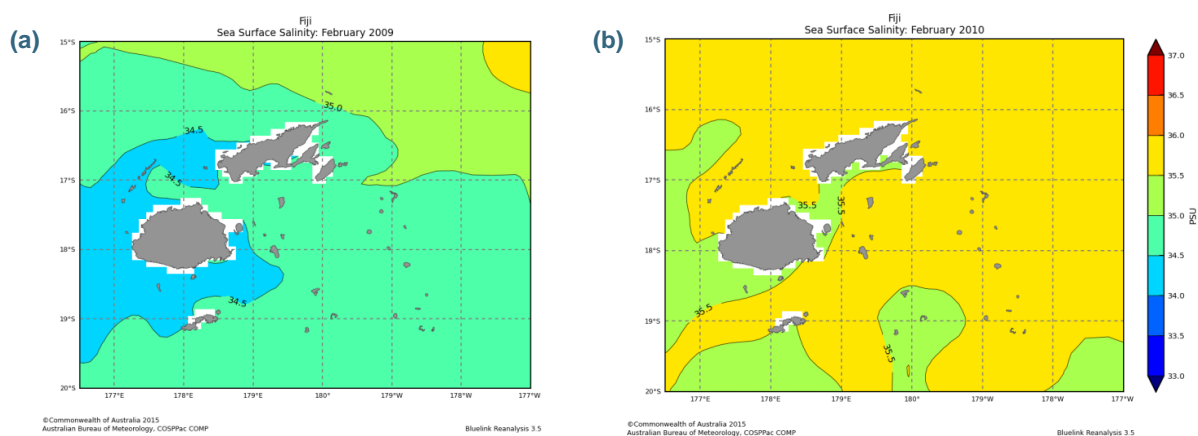 (a)
Fiji
Sea Surface Salinity: February 2009
15°S
16°S
17°S
18°S
19°S
20°S
177°E
178°E
179°E
180°
178°W
177°W
35.0
34.5
34.5
34.5
©Commonwealth of Australia 2015
Australian Bureau of Meteorology, COSPPac COMP
Bluelink Reanalysis 3.5
(b)
Fiji
Sea Surface Salinity: February 2010
15°S
16°S
17°S
18°S
19°S
20°S
177°E
178°E
179°E
180°
179°W
178°W
177°W
35.5
35.5
35.5
35.5
©Commonwealth of Australia 2015
Australian Bureau of Meteorology, COSPPac COMP
Bluelink Reanalysis 3.5
37.0
36.5
36.0
35.5
35.0
34.5
34.0
33.5
33.0
PSU